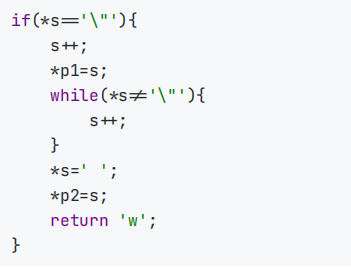 if(*s=='\"'){
    s++;
    *p1=s;
    while(*s!='\"'){
        s++;
    }
    *s=' ';
    *p2=s;
    return 'w';
}